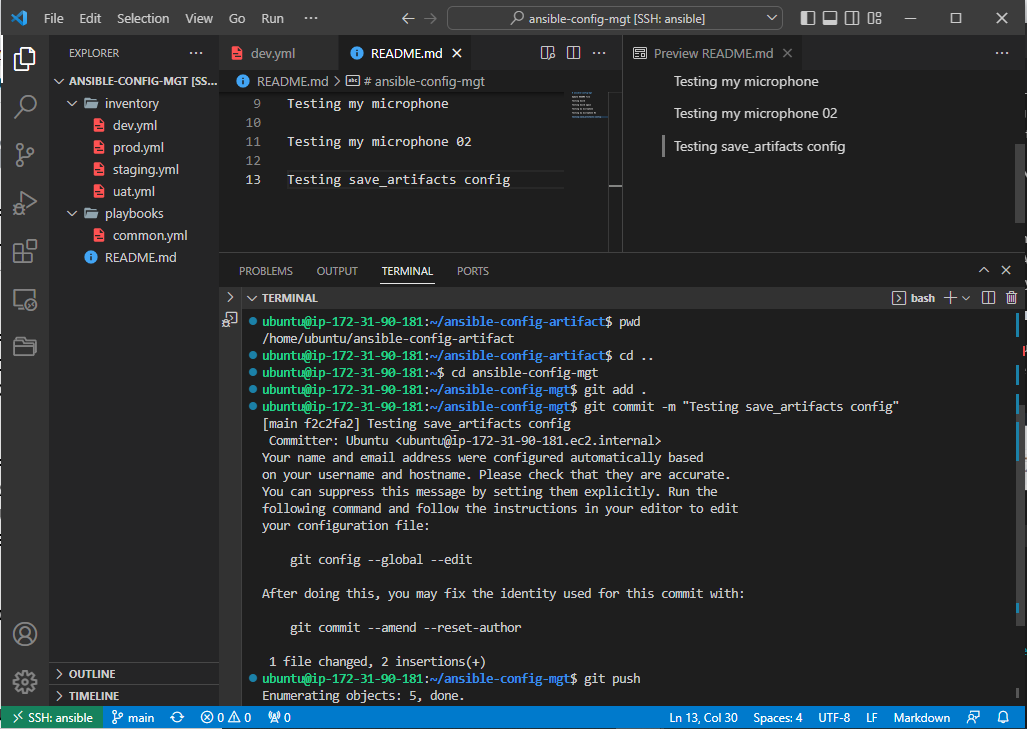 File Edit Selection View Go Run ··· ansible-config-mgt [SSH: ansible]
EXPLORER ···
ANSIBLE-CONFIG-MGT [SS...
inventory
dev.yml
prod.yml
staging.yml
uat.yml
playbooks
common.yml
README.md
OUTLINE
TIMELINE
dev.yml README.md
README.md > # ansible-config-mgt
9 Testing my microphone
10
11 Testing my microphone 02
12
13 Testing save_artifacts config
Preview README.md
Testing my microphone
Testing my microphone 02
Testing save_artifacts config
PROBLEMS OUTPUT TERMINAL PORTS
TERMINAL bash
ubuntu@ip-172-31-90-181:~/ansible-config-artifact$ pwd
/home/ubuntu/ansible-config-artifact
ubuntu@ip-172-31-90-181:~/ansible-config-artifact$ cd ..
ubuntu@ip-172-31-90-181:~$ cd ansible-config-mgt
ubuntu@ip-172-31-90-181:~/ansible-config-mgt$ git add .
ubuntu@ip-172-31-90-181:~/ansible-config-mgt$ git commit -m "Testing save_artifacts config"
[main f2c2fa2] Testing save_artifacts config
Committer: Ubuntu <ubuntu@ip-172-31-90-181.ec2.internal>
Your name and email address were configured automatically based
on your username and hostname. Please check that they are accurate.
You can suppress this message by setting them explicitly. Run the
following command and follow the instructions in your editor to edit
your configuration file:
git config --global --edit
After doing this, you may fix the identity used for this commit with:
git commit --amend --reset-author
1 file changed, 2 insertions(+)
ubuntu@ip-172-31-90-181:~/ansible-config-mgt$ git push
Enumerating objects: 5, done.
SSH: ansible main 0 0 0 Ln 13, Col 30 Spaces: 4 UTF-8 LF Markdown